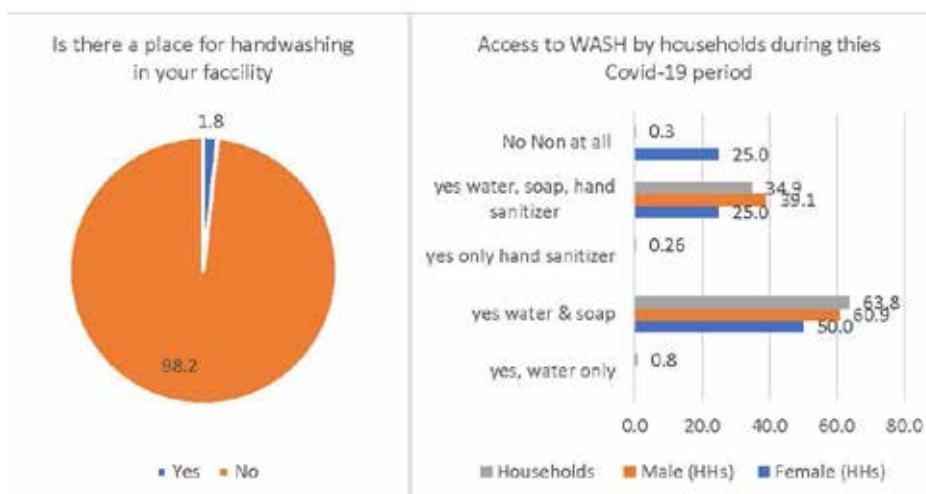 Is there a place for handwashing
in your faccility
1.8
98.2
Yes No
Access to WASH by households during thies
Covid-19 period
No Non at all
0.3
25.0
yes water, soap, hand
sanitizer
34.9
39.1
25.0
yes only hand sanitizer
0.26
yes water & soap
63.8
60.9
50.0
yes, water only
0.8
0.0 20.0 40.0 60.0 80.0
Households Male (HHs) Female (HHs)